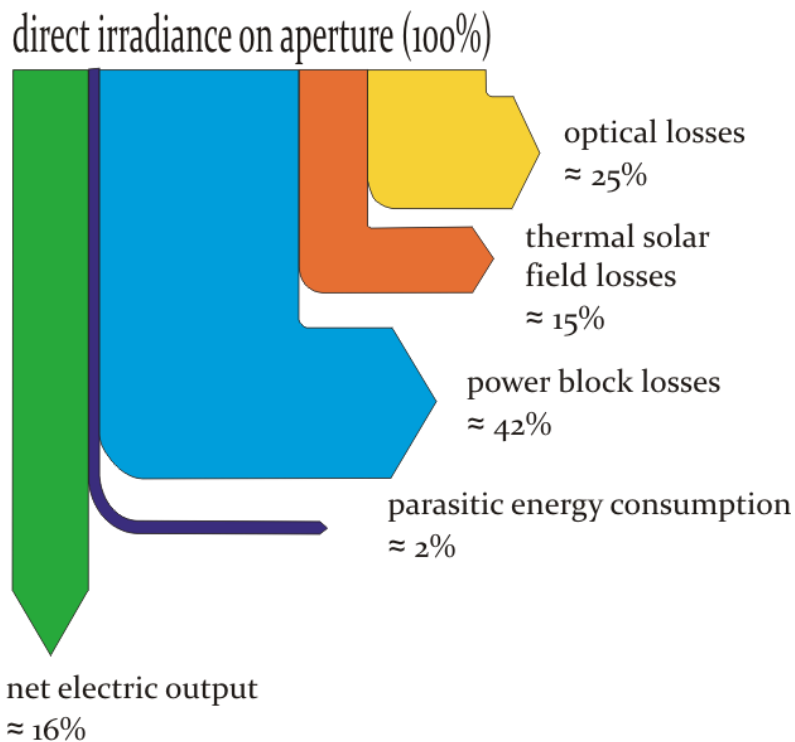 direct irradiance on aperture (100%)
optical losses
≈ 25%
thermal solar
field losses
≈ 15%
power block losses
≈ 42%
parasitic energy consumption
≈ 2%
net electric output
≈ 16%